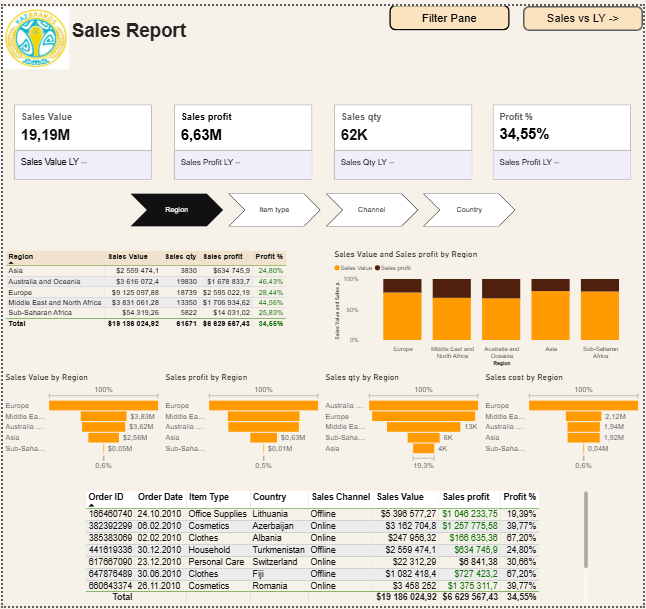 KAFBRANDS
Sales Report
Filter Pane
Sales vs LY ->
Sales Value
19,19M
Sales Value LY --
Sales profit
6,63M
Sales Profit LY --
Sales qty
62K
Sales Qty LY --
Profit %
34,55%
Sales Profit LY --
Region
Item type
Channel
Country
Region Sales Value Sales qty Sales profit Profit %
Asia $2 559 474,1 3830 $634 745,9 24,80%
Australia and Oceania $3 616 072,4 19830 $1 678 833,7 46,43%
Europe $9 125 097,88 18739 $2 595 022,19 28,44%
Middle East and North Africa $3 831 061,28 13350 $1 706 934,62 44,56%
Sub-Saharan Africa $54 319,26 5822 $14 031,02 25,83%
Total $19 186 024,92 61571 $6 629 567,43 34,55%
Sales Value and Sales profit by Region
Sales Value Sales profit
Sales Value and Sales p..
100%
50%
0%
Europe
Middle East and
North Africa
Australia and
Oceania
Asia
Sub-Saharan
Africa
Region
Sales Value by Region
100%
Europe
Middle Ea... $3,83M
Australia ... $3,62M
Asia $2,56M
Sub-Saha... $0,05M
0,6%
Sales profit by Region
100%
Europe
Middle Ea...
Australia ...
Asia $0,63M
Sub-Saha... $0,01M
0,5%
Sales qty by Region
100%
Australia ...
Europe
Middle Ea... 13K
Sub-Saha... 6K
Asia 4K
19,3%
Sales cost by Region
100%
Europe
Middle Ea... 2,12M
Australia ... 1,94M
Asia 1,92M
Sub-Saha... 0,04M
0,6%
Order ID Order Date Item Type Country Sales Channel Sales Value Sales profit Profit %
166460740 24.10.2010 Office Supplies Lithuania Offline $5 396 577,27 $1 046 233,75 19,39%
382392299 06.02.2010 Cosmetics Azerbaijan Online $3 162 704,8 $1 257 775,58 39,77%
385383069 02.02.2010 Clothes Albania Online $247 956,32 $166 635,36 67,20%
441619336 30.12.2010 Household Turkmenistan Offline $2 559 474,1 $634 745,9 24,80%
617667090 23.12.2010 Personal Care Switzerland Online $22 312,29 $6 841,38 30,66%
647876489 30.06.2010 Clothes Fiji Offline $1 082 418,4 $727 423,2 67,20%
660643374 26.11.2010 Cosmetics Romania Online $3 458 252 $1 375 311,7 39,77%
Total $19 186 024,92 $6 629 567,43 34,55%